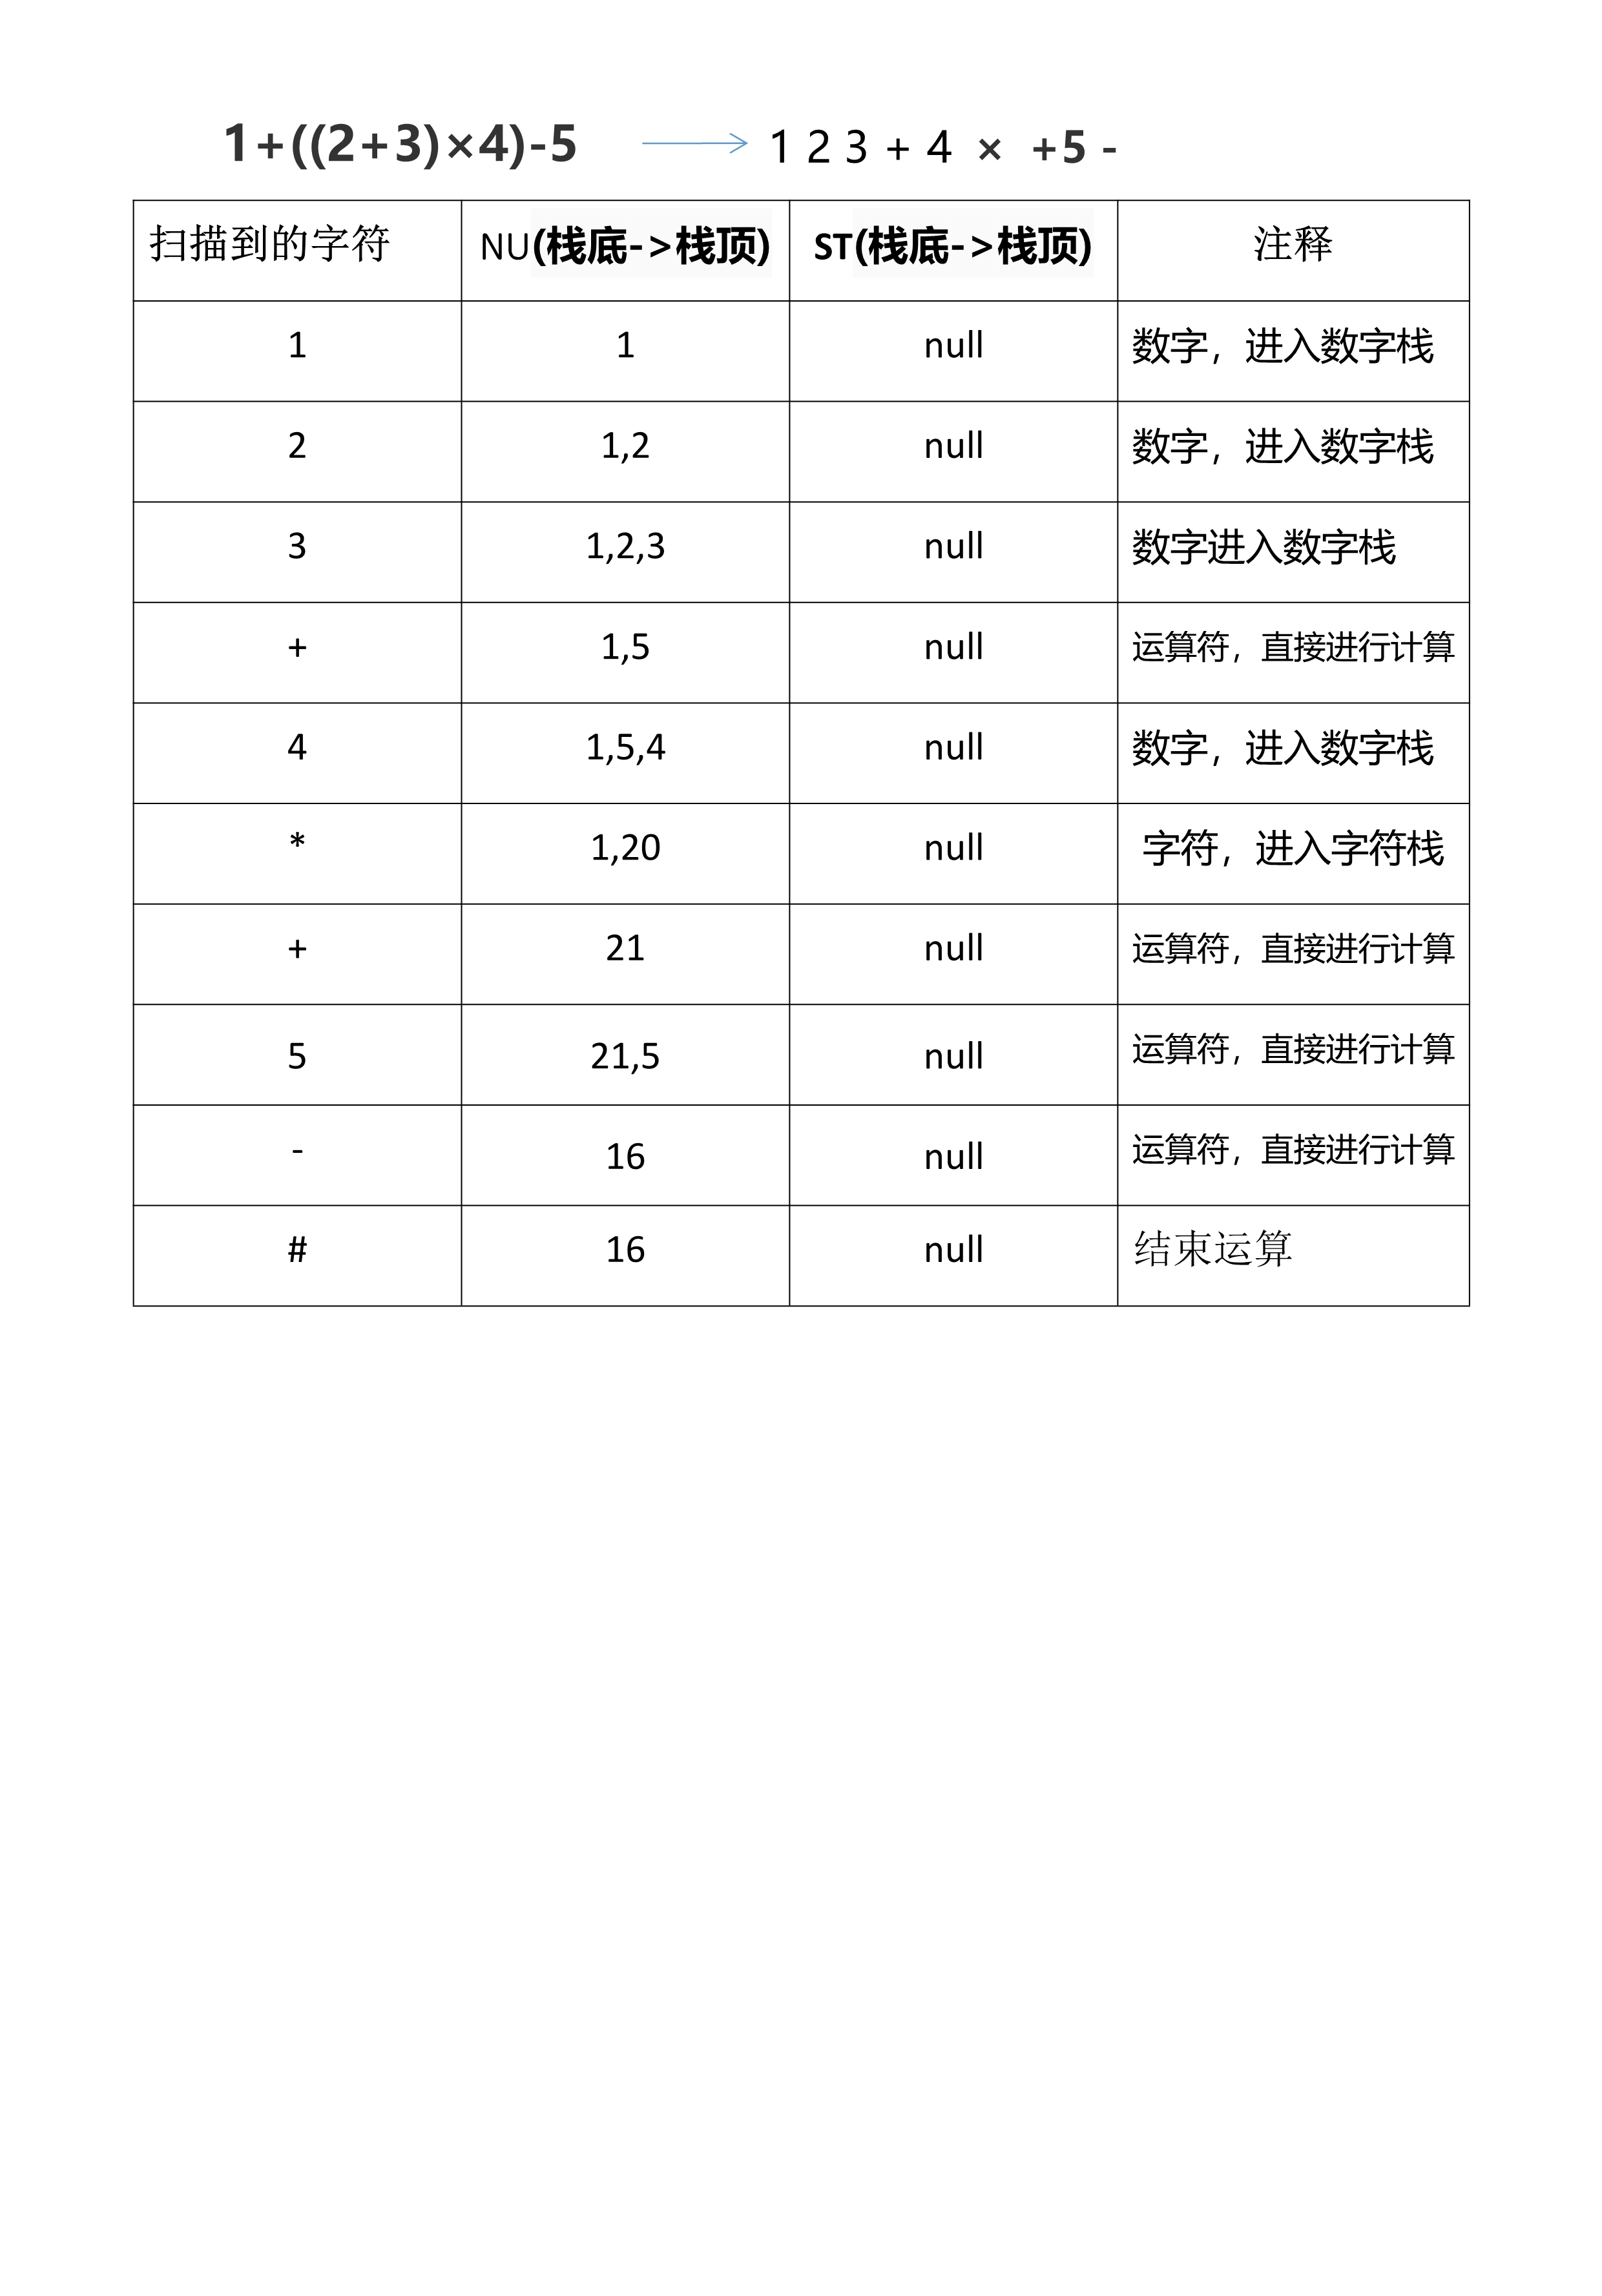 1+((2+3)×4)-5 1 2 3 + 4 × +5 -
扫描到的字符 NU(栈底->栈顶) ST(栈底->栈顶) 注释
1 1 null 数字，进入数字栈
2 1,2 null 数字，进入数字栈
3 1,2,3 null 数字进入数字栈
+ 1,5 null 运算符，直接进行计算
4 1,5,4 null 数字，进入数字栈
* 1,20 null 字符，进入字符栈
+ 21 null 运算符，直接进行计算
5 21,5 null 运算符，直接进行计算
- 16 null 运算符，直接进行计算
# 16 null 结束运算